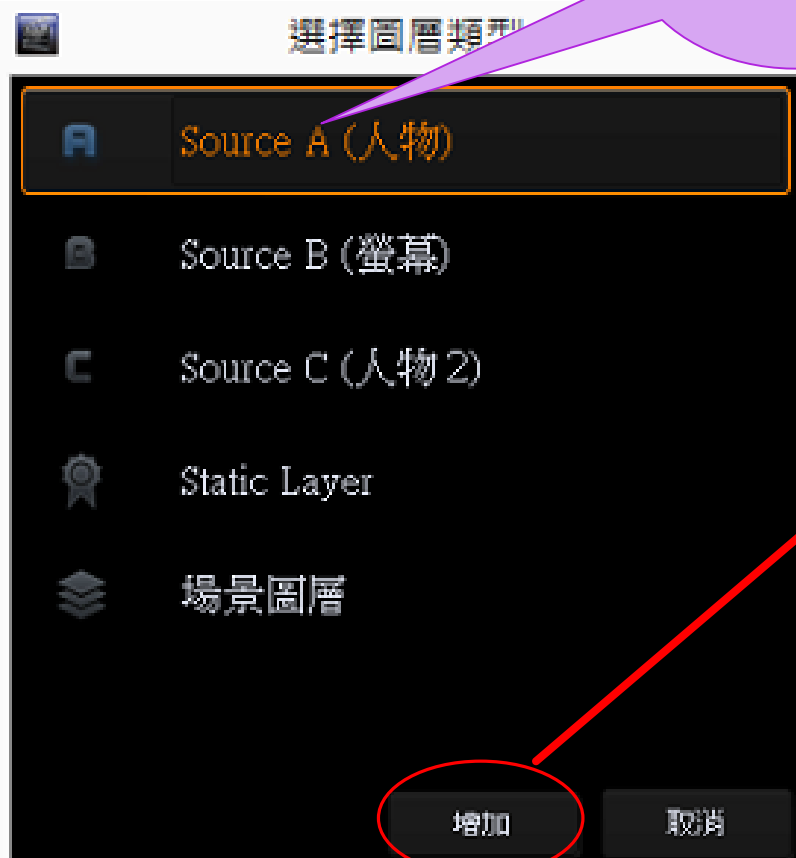 選擇圖層類型
A Source A (人物)
B Source B (螢幕)
C Source C (人物 2)
Static Layer
場景圖層
增加 取消